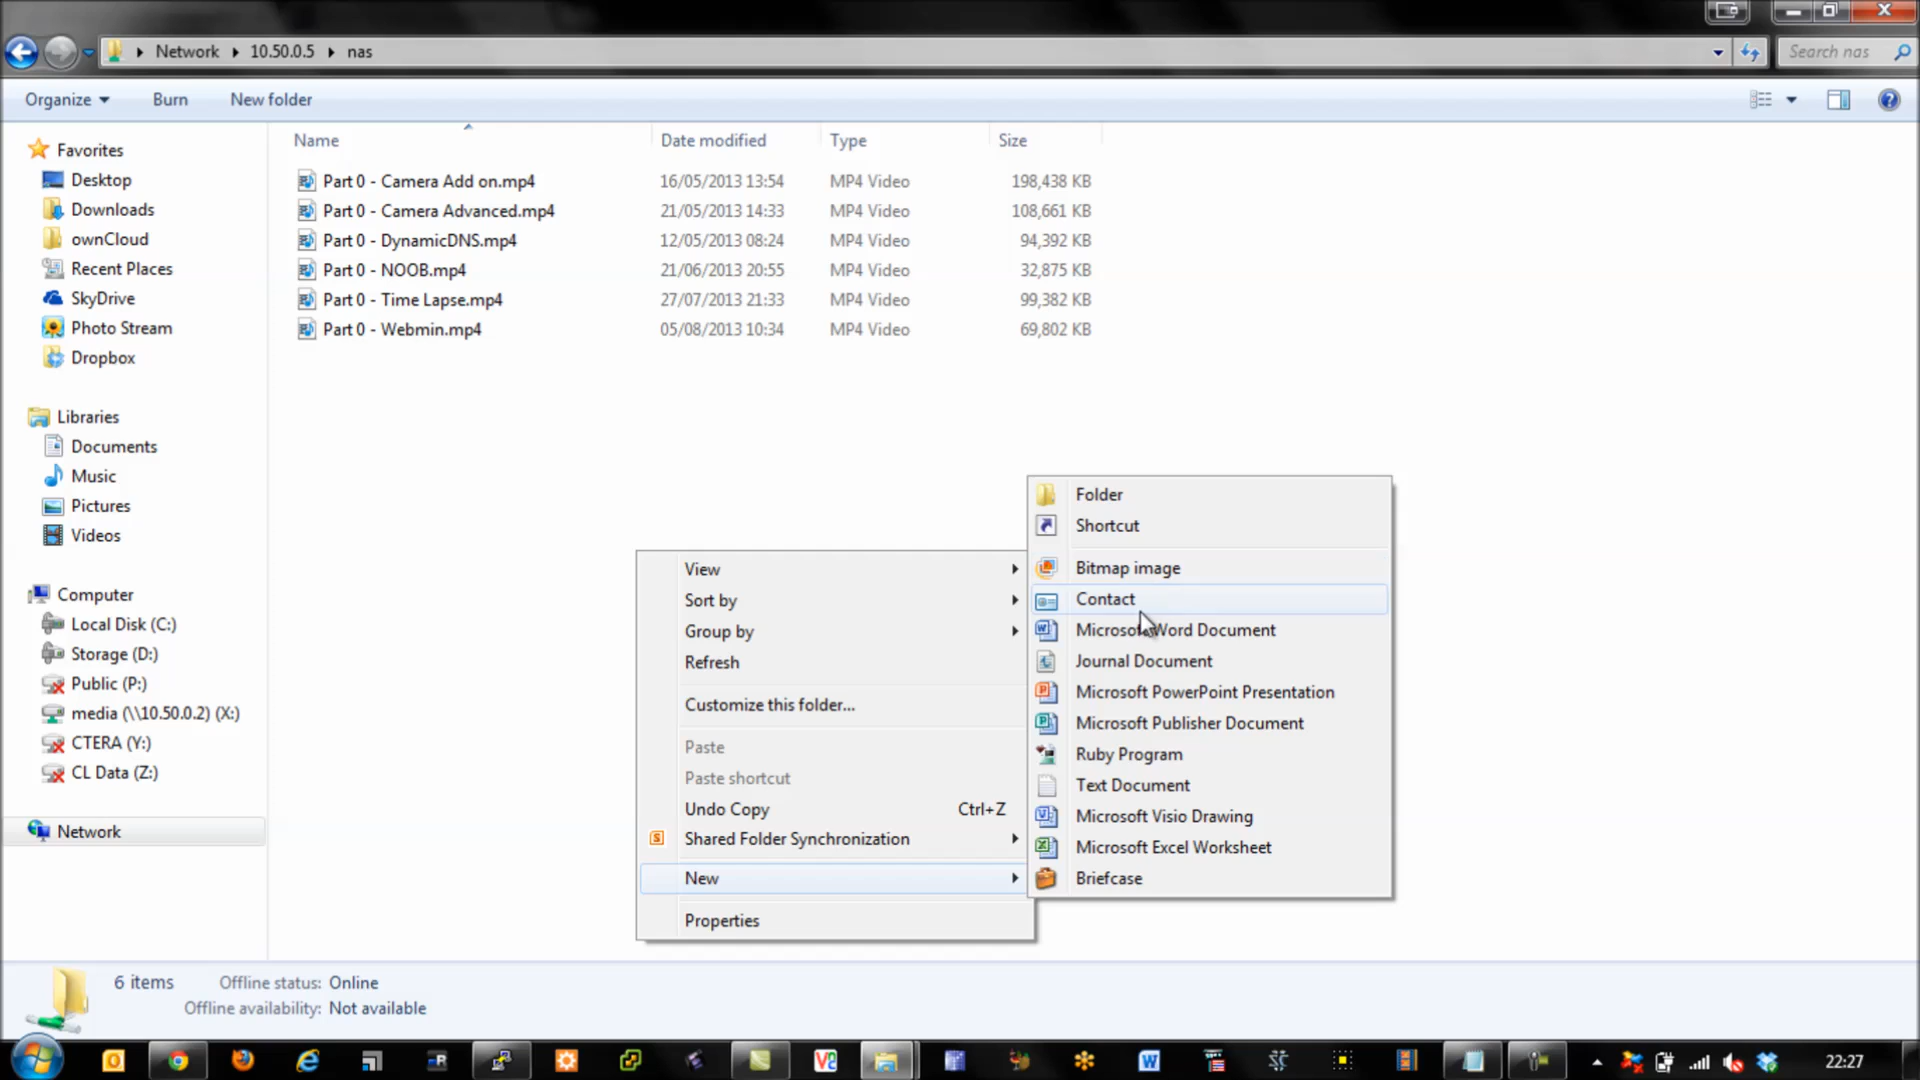 Network 10.50.0.5 nas
Search nas
Organize Burn New folder
Name Date modified Type Size
Favorites
Desktop
Downloads
ownCloud
Recent Places
SkyDrive
Photo Stream
Dropbox
Libraries
Documents
Music
Pictures
Videos
Computer
Local Disk (C:)
Storage (D:)
Public (P:)
media (\\10.50.0.2) (X:)
CTERA (Y:)
CL Data (Z:)
Network
Part 0 - Camera Add on.mp4 16/05/2013 13:54 MP4 Video 198,438 KB
Part 0 - Camera Advanced.mp4 21/05/2013 14:33 MP4 Video 108,661 KB
Part 0 - DynamicDNS.mp4 12/05/2013 08:24 MP4 Video 94,392 KB
Part 0 - NOOB.mp4 21/06/2013 20:55 MP4 Video 32,875 KB
Part 0 - Time Lapse.mp4 27/07/2013 21:33 MP4 Video 99,382 KB
Part 0 - Webmin.mp4 05/08/2013 10:34 MP4 Video 69,802 KB
View
Sort by
Group by
Refresh
Customize this folder...
Paste
Paste shortcut
Undo Copy Ctrl+Z
Shared Folder Synchronization
New
Properties
Folder
Shortcut
Bitmap image
Contact
Microsoft Word Document
Journal Document
Microsoft PowerPoint Presentation
Microsoft Publisher Document
Ruby Program
Text Document
Microsoft Visio Drawing
Microsoft Excel Worksheet
Briefcase
6 items Offline status: Online
Offline availability: Not available
22:27